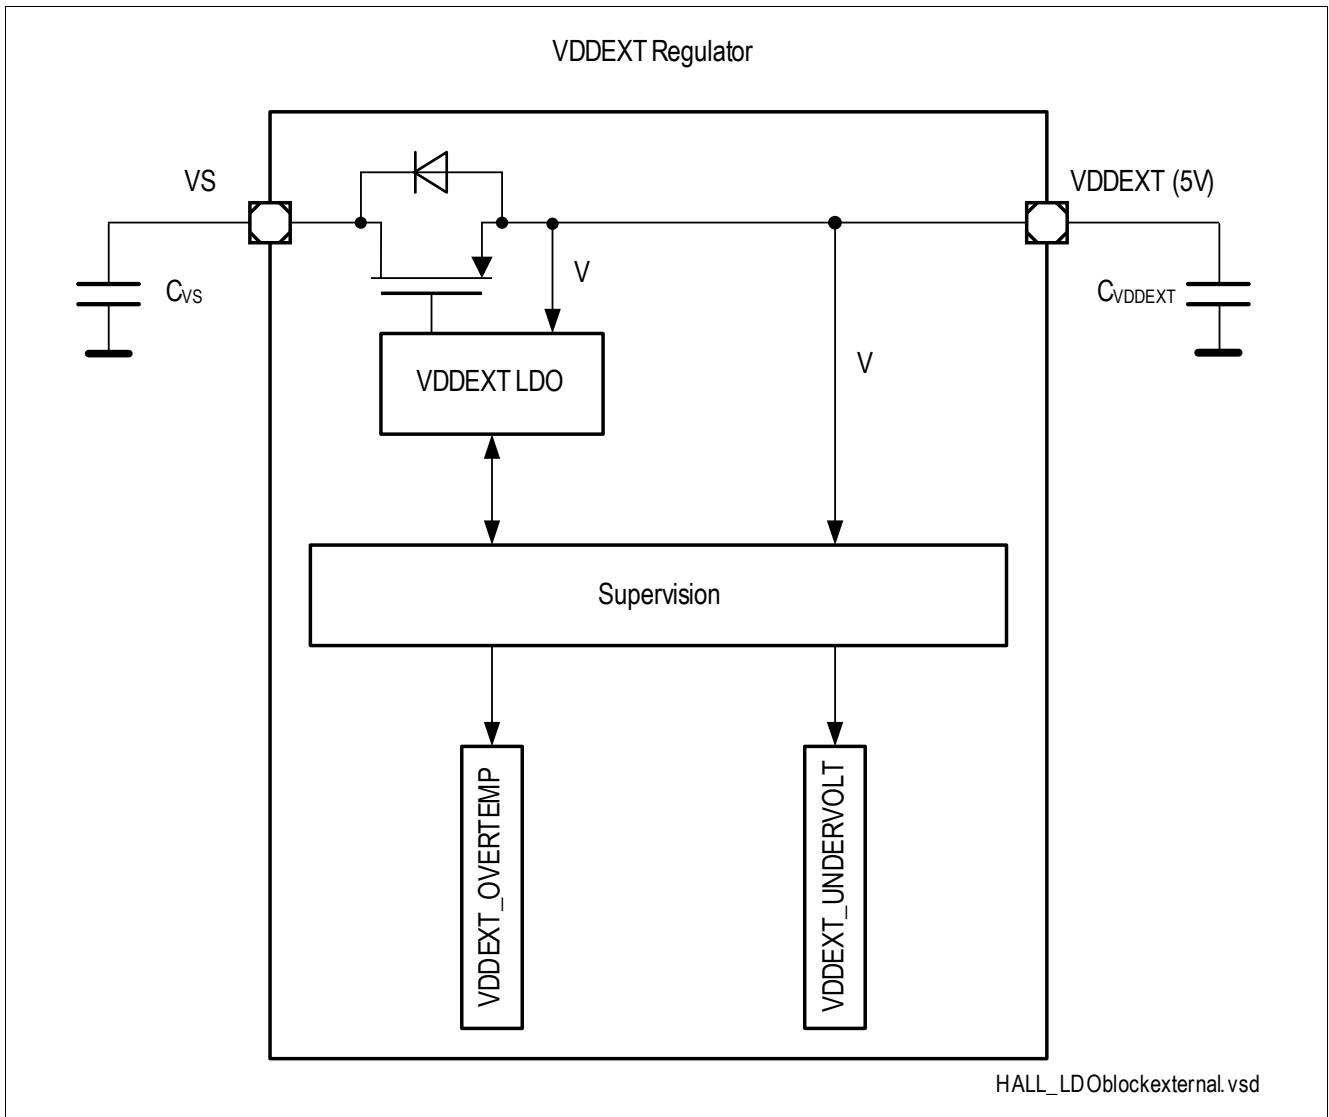 VDDEXT Regulator
VS
VDDEXT (5V)
CVS
V
CVDDEXT
VDDEXT LDO
V
Supervision
VDDEXT_OVERTEMP
VDDEXT_UNDERVOLT
HALL_LDOblockexternal.vsd